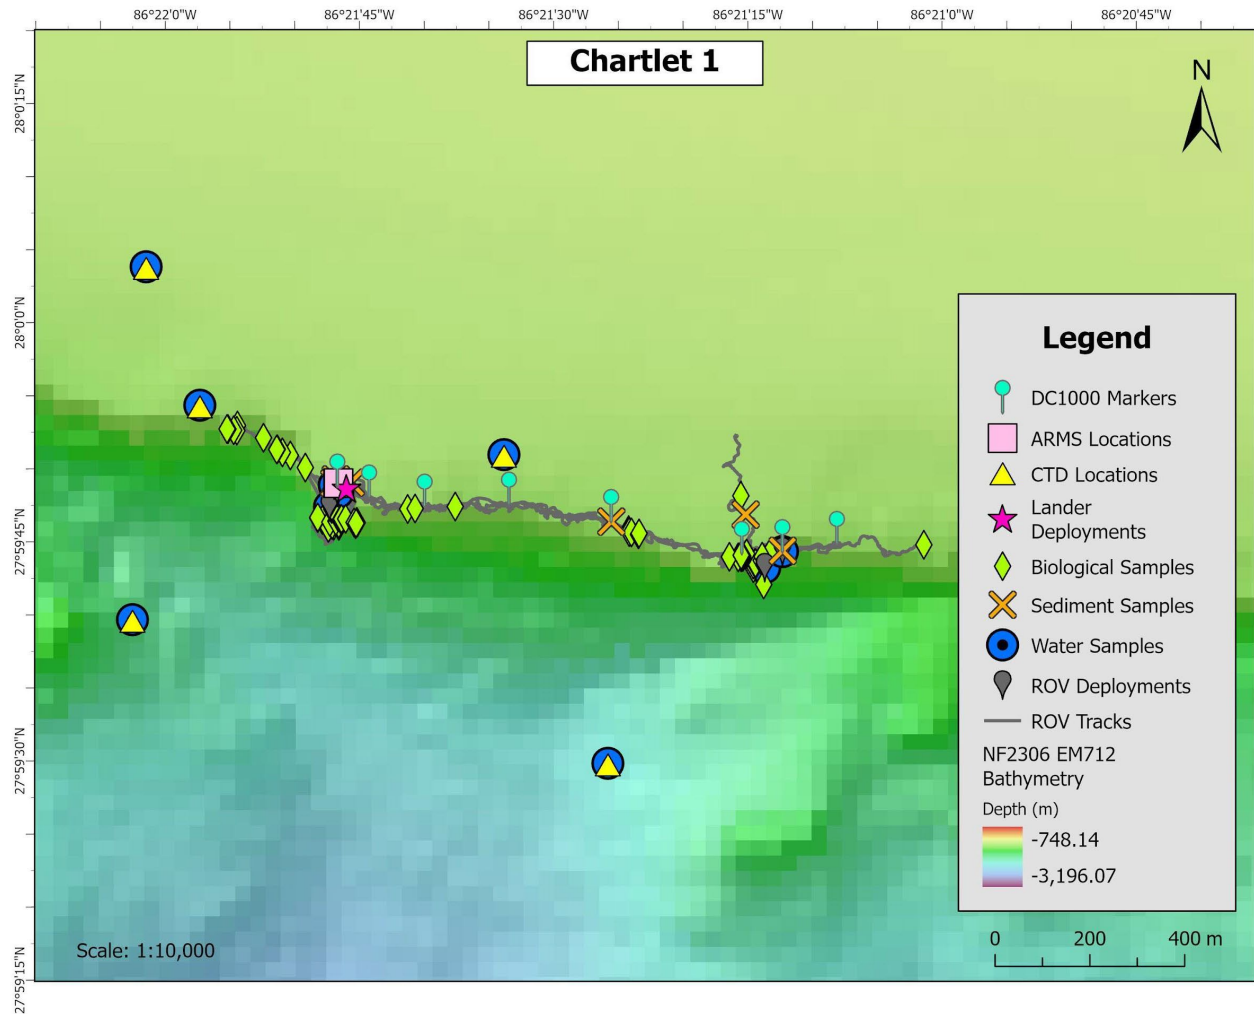 86°22'0"W 86°21'45"W 86°21'30"W 86°21'15"W 86°21'0"W 86°20'45"W
Chartlet 1
N
28°0'15"N
28°0'0"N
27°59'45"N
27°59'30"N
27°59'15"N
Legend
DC1000 Markers
ARMS Locations
CTD Locations
Lander
Deployments
Biological Samples
Sediment Samples
Water Samples
ROV Deployments
ROV Tracks
NF2306 EM712
Bathymetry
Depth (m)
-748.14
-3,196.07
Scale: 1:10,000
0 200 400 m